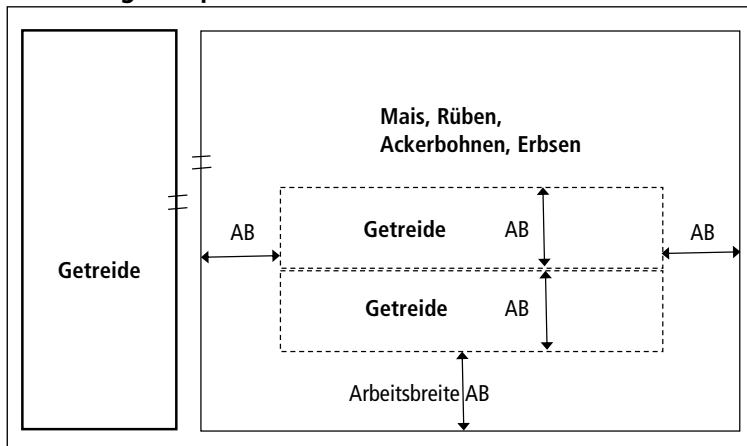 Mais, Rüben,
Ackerbohnen, Erbsen
AB
Getreide
AB
AB
Getreide
Getreide
AB
Arbeitsbreite AB